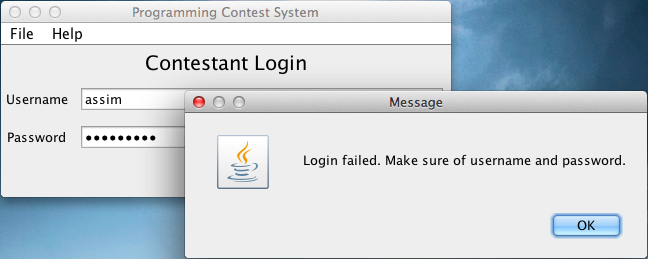 Programming Contest System
File Help
Contestant Login
Username assim
Password •••••••••
Message
Login failed. Make sure of username and password.
OK